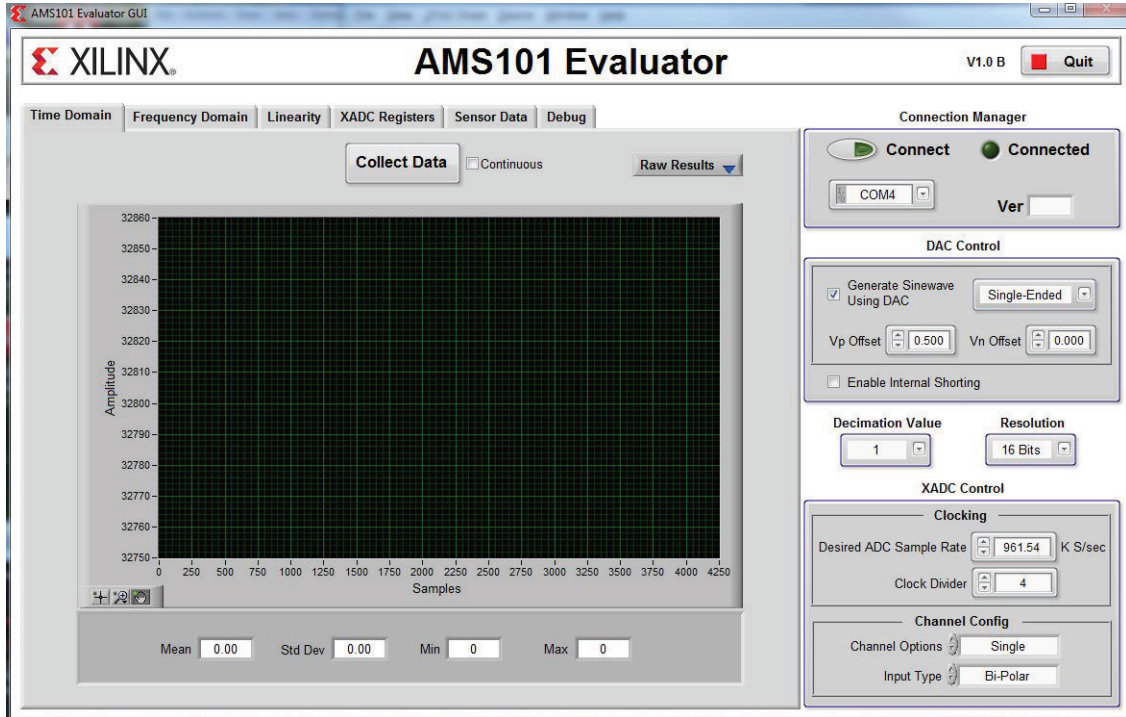 AMS101 Evaluator GUI
XILINX®
AMS101 Evaluator
V1.0 B
Quit
Time Domain
Frequency Domain
Linearity
XADC Registers
Sensor Data
Debug
Collect Data
Continuous
Raw Results
32860
32850
32840
32830
32820
32810
32800
32790
32780
32770
32760
32750
Amplitude
0 250 500 750 1000 1250 1500 1750 2000 2250 2500 2750 3000 3250 3500 3750 4000 4250
Samples
Mean 0.00 Std Dev 0.00 Min 0 Max 0
Connection Manager
Connect
Connected
COM4
Ver
DAC Control
Generate Sinewave
Using DAC
Single-Ended
Vp Offset 0.500 Vn Offset 0.000
Enable Internal Shorting
Decimation Value
1
Resolution
16 Bits
XADC Control
Clocking
Desired ADC Sample Rate 961.54 K S/sec
Clock Divider 4
Channel Config
Channel Options Single
Input Type Bi-Polar